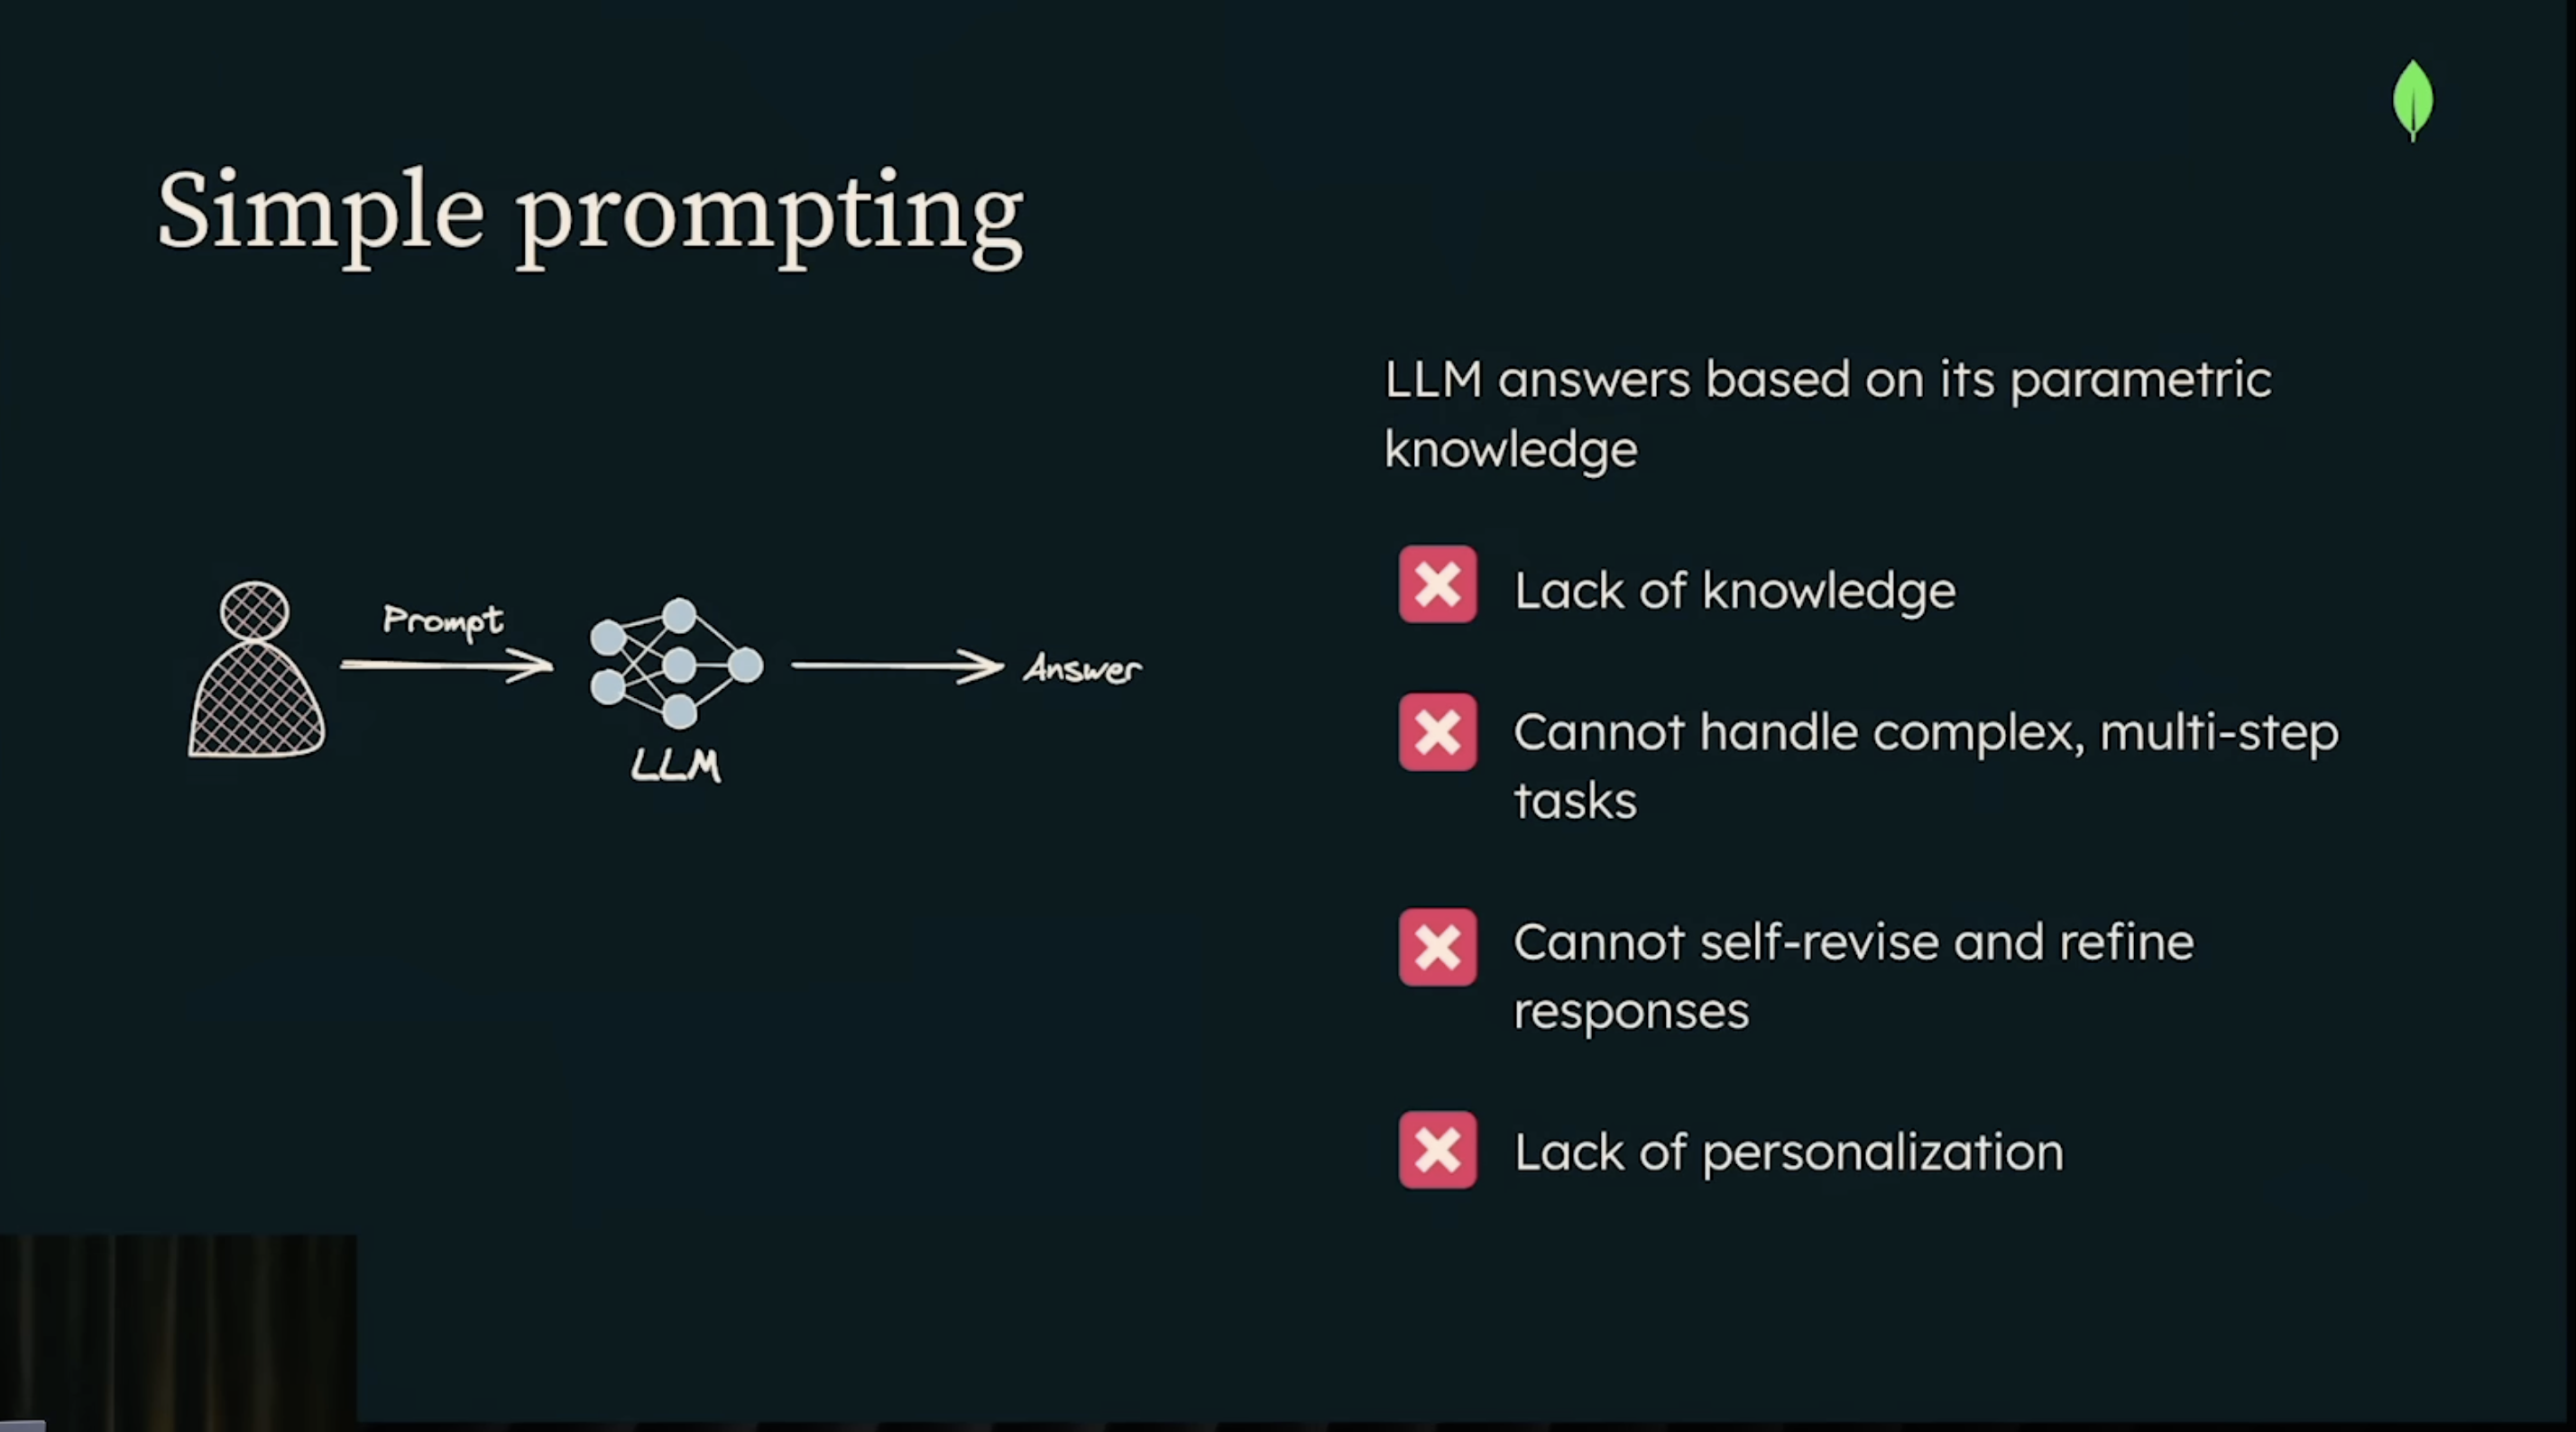 Simple prompting
Prompt
LLM
Answer
LLM answers based on its parametric
knowledge
Lack of knowledge
Cannot handle complex, multi-step
tasks
Cannot self-revise and refine
responses
Lack of personalization